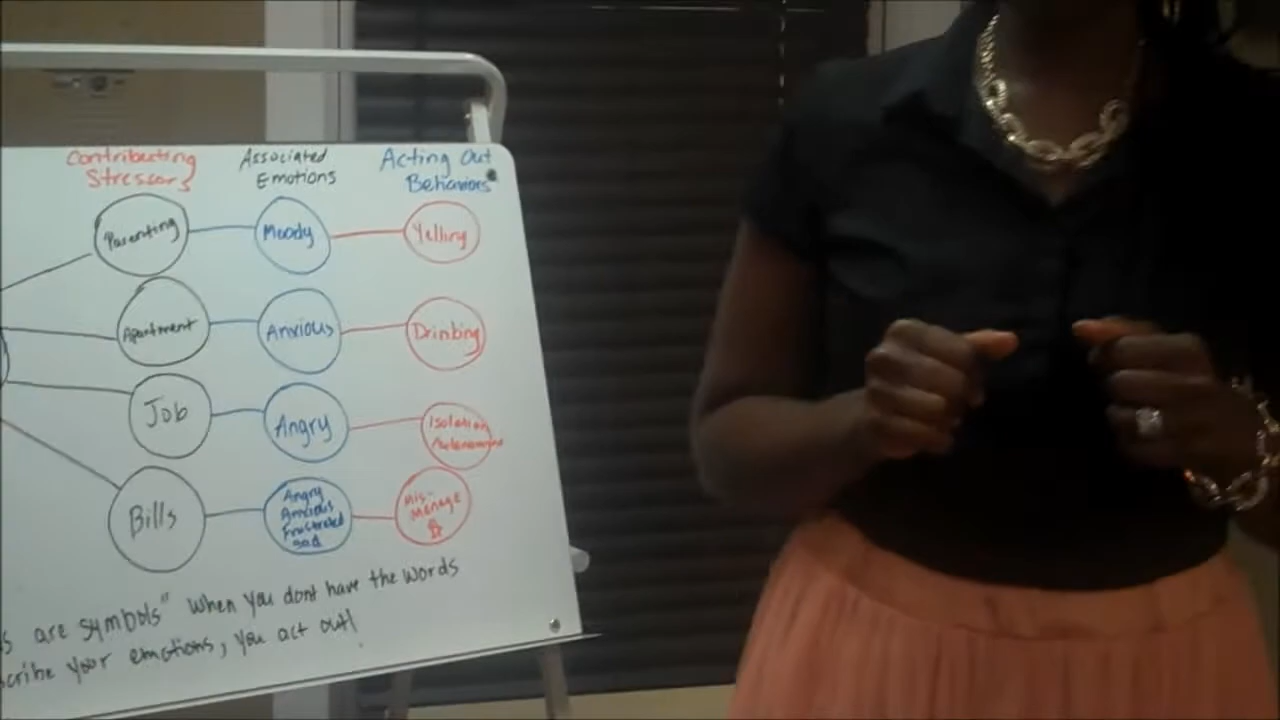 Contributing Stressors
Associated Emotions
Acting Out Behaviors
Parenting
Moody
Yelling
Apartment
Anxious
Drinking
Job
Angry
Isolation
Bills
Angry
Anxious
Frustrated
Sad
Mis-
Manage
$
are symbols" when you dont have the words
cribe your emotions, you act out!